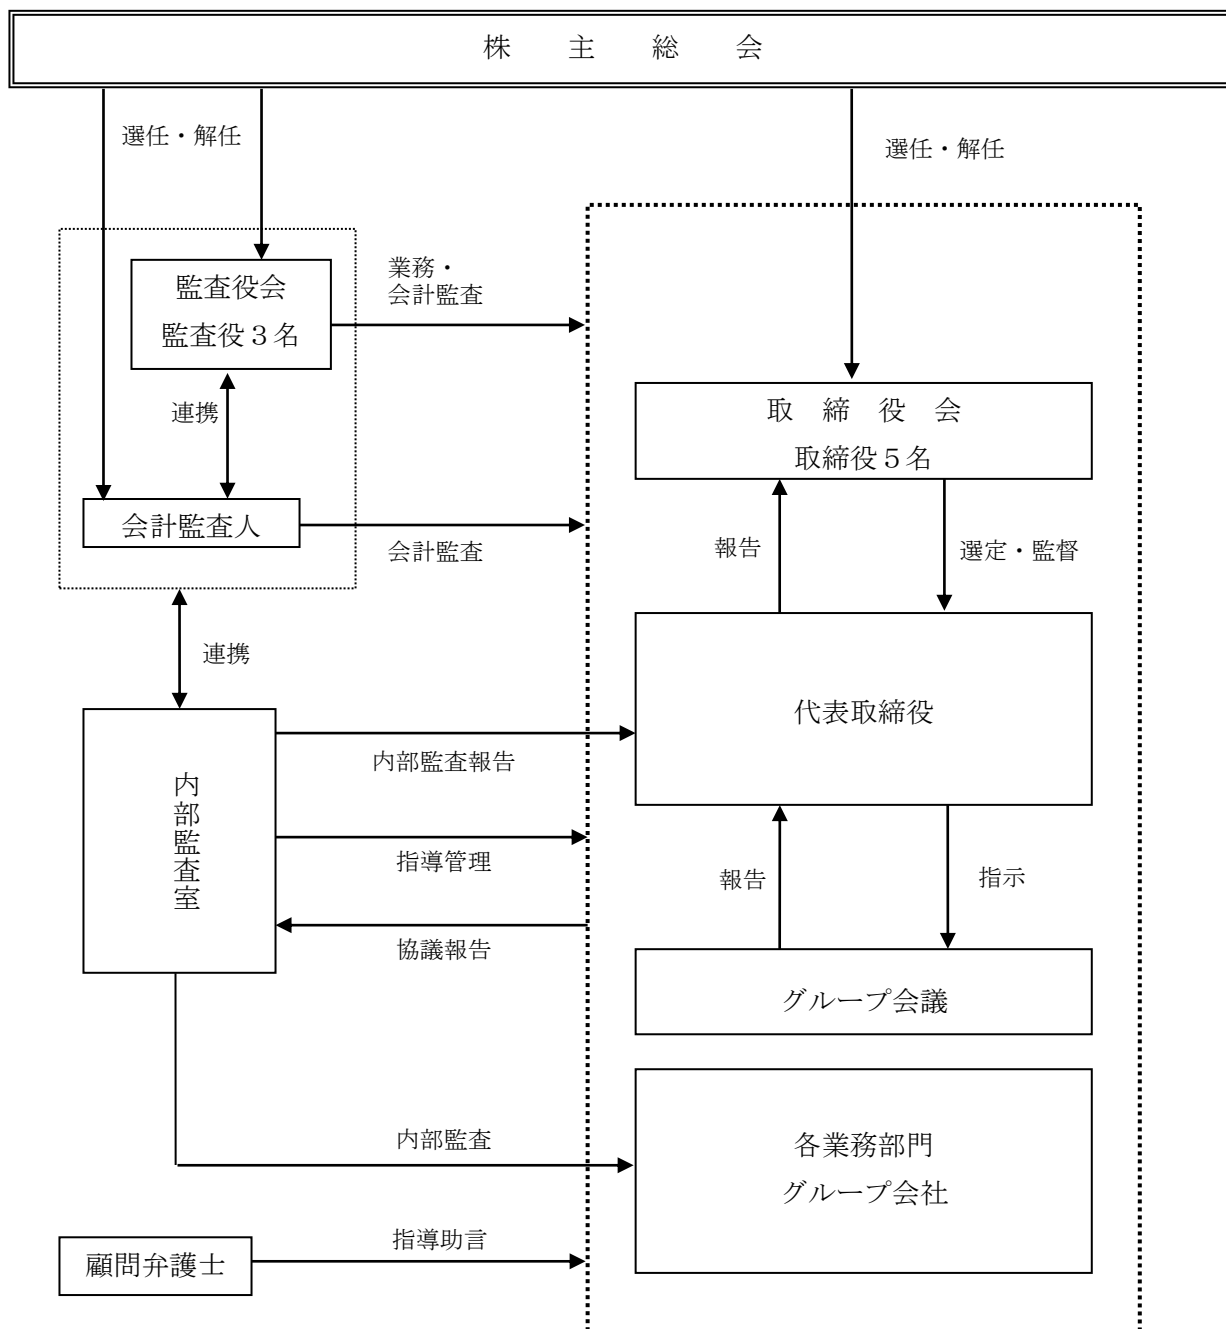 株　主　総　会
選任・解任
選任・解任
監査役会
監査役３名
業務・
会計監査
連携
取　締　役　会
取締役５名
会計監査人
会計監査
報告
選定・監督
連携
代表取締役
内部監査報告
内部監査室
指導管理
報告
指示
協議報告
グループ会議
内部監査
各業務部門
グループ会社
指導助言
顧問弁護士